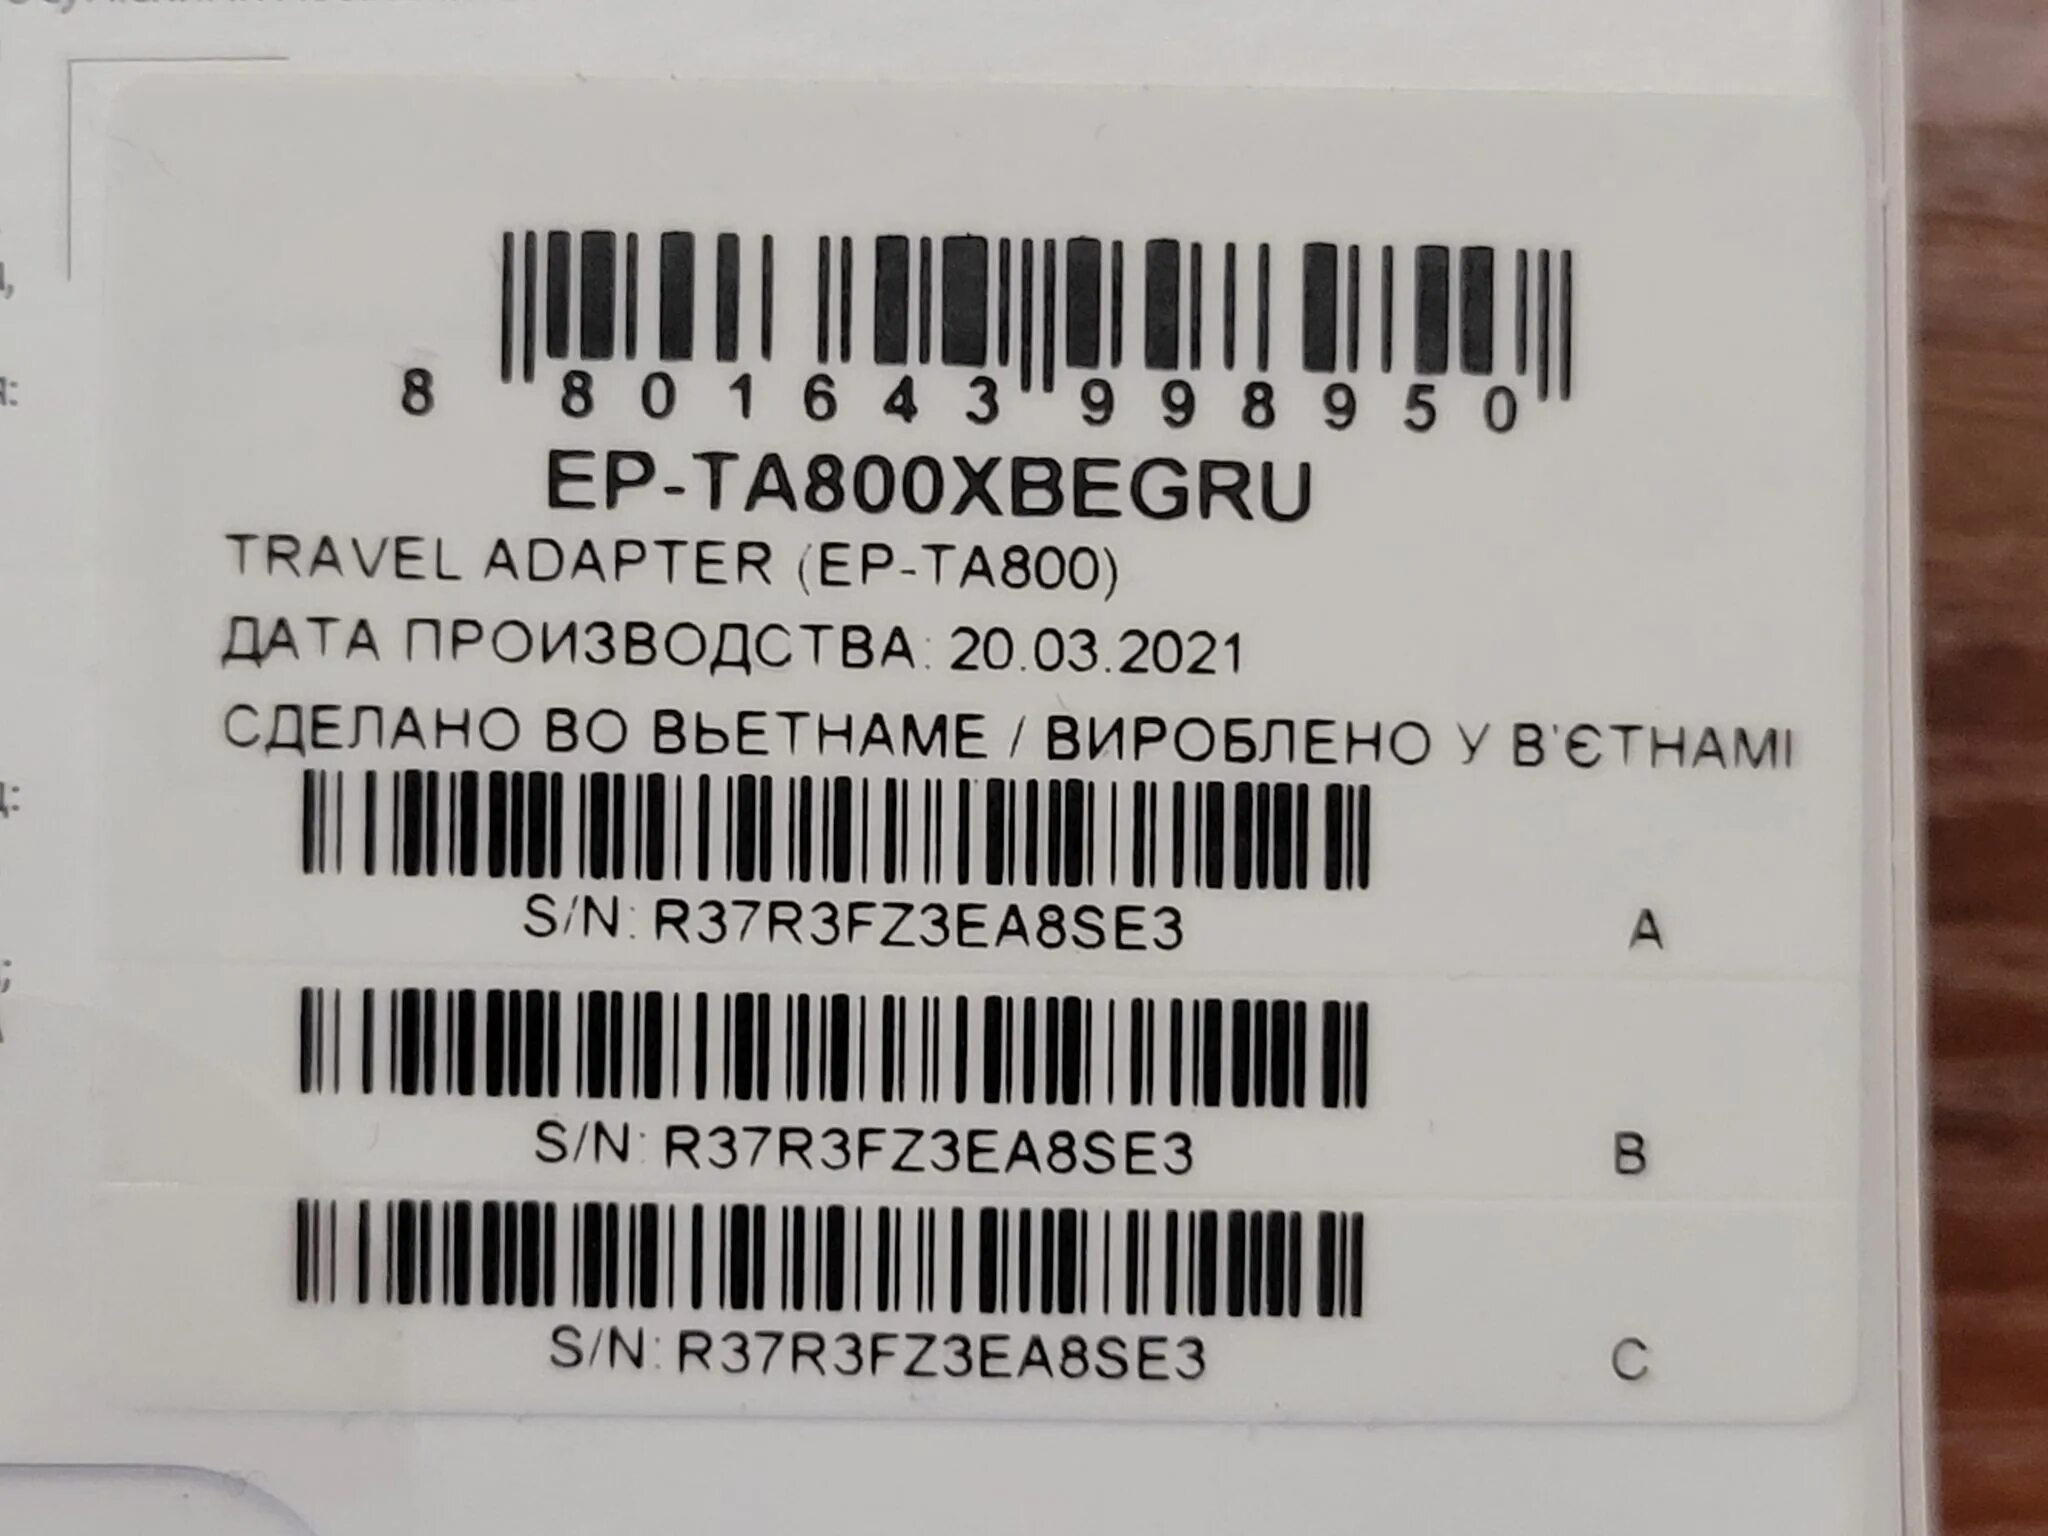 8 801643 998950
EP-TA800XBEGRU
TRAVEL ADAPTER (EP-TA800)
ДАТА ПРОИЗВОДСТВА: 20.03.2021
СДЕЛАНО ВО ВЬЕТНАМЕ / ВИРОБЛЕНО У В'ЄТНАМІ
S/N: R37R3FZ3EA8SE3 A
S/N: R37R3FZ3EA8SE3 B
S/N: R37R3FZ3EA8SE3 C